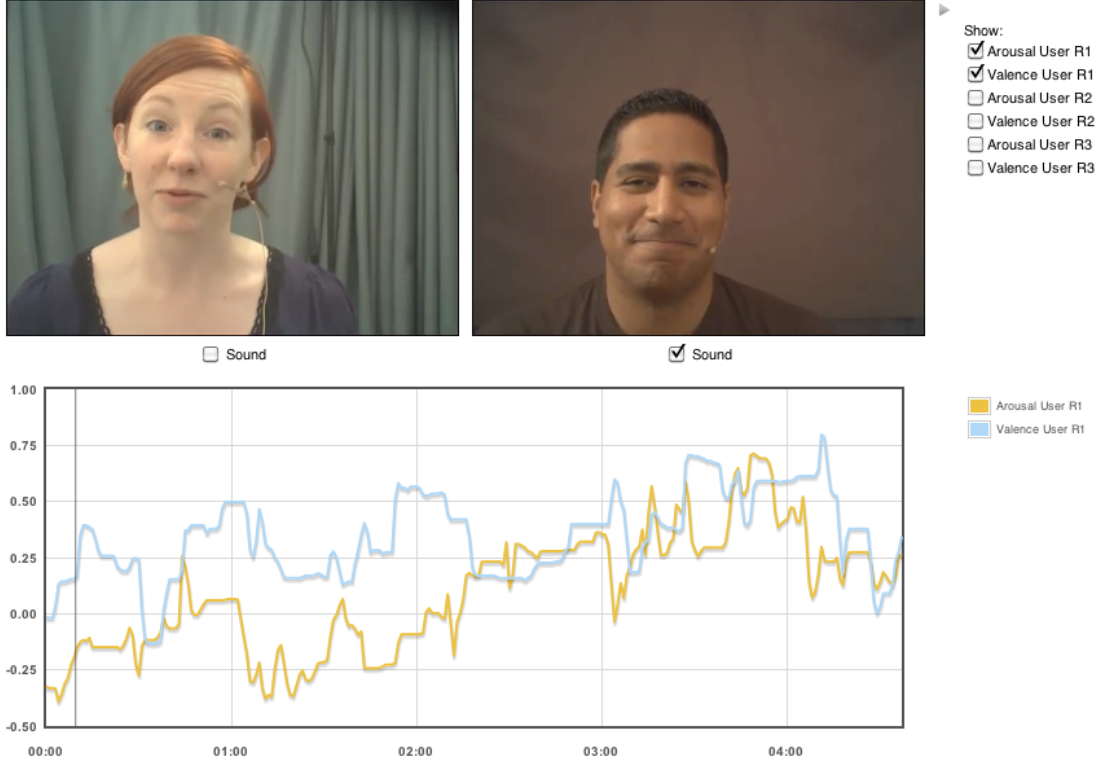 Show:
Arousal User R1
Valence User R1
Arousal User R2
Valence User R2
Arousal User R3
Valence User R3
Sound
Sound
1.00
0.75
0.50
0.25
0.00
-0.25
-0.50
00:00
01:00
02:00
03:00
04:00
Arousal User R1
Valence User R1